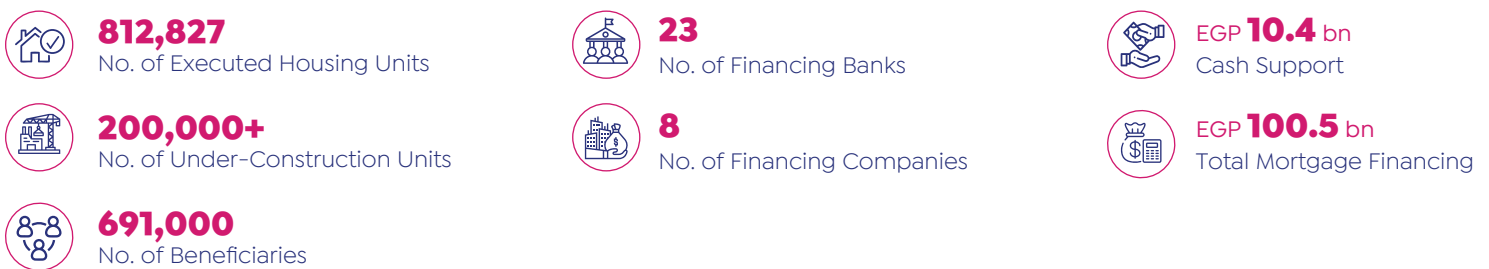 812,827
No. of Executed Housing Units
200,000+
No. of Under-Construction Units
691,000
No. of Beneficiaries
23
No. of Financing Banks
8
No. of Financing Companies
EGP 10.4 bn
Cash Support
EGP 100.5 bn
Total Mortgage Financing